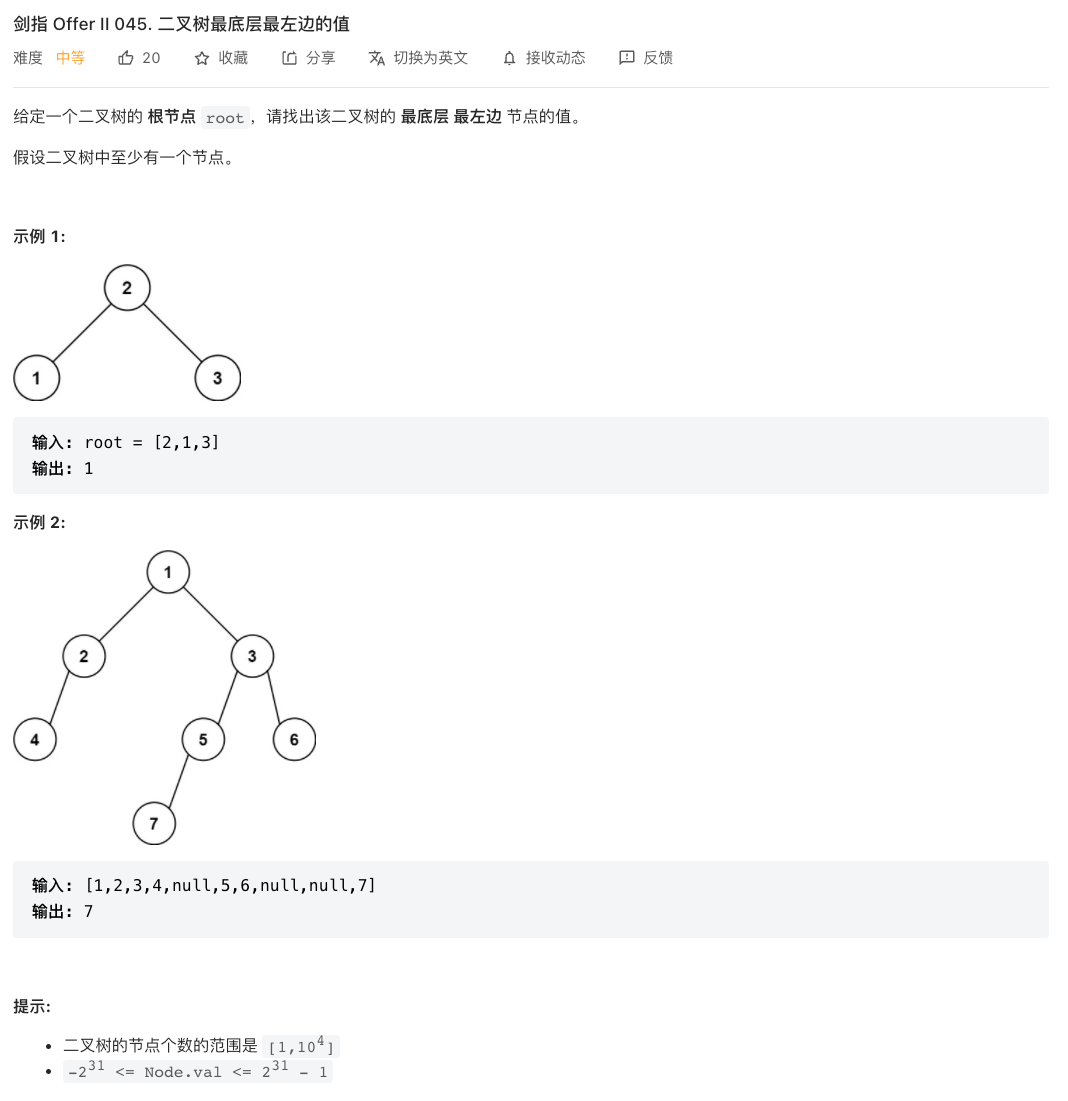 剑指 Offer II 045. 二叉树最底层最左边的值
难度 中等 20 收藏 分享 切换为英文 接收动态 反馈
给定一个二叉树的 根节点 root，请找出该二叉树的 最底层 最左边 节点的值。
假设二叉树中至少有一个节点。
示例 1:
2
1 3
输入: root = [2,1,3]
输出: 1
示例 2:
1
2 3
4 5 6
7
输入: [1,2,3,4,null,5,6,null,null,7]
输出: 7
提示:
• 二叉树的节点个数的范围是 [1,10^4]
• -2^31 <= Node.val <= 2^31 - 1